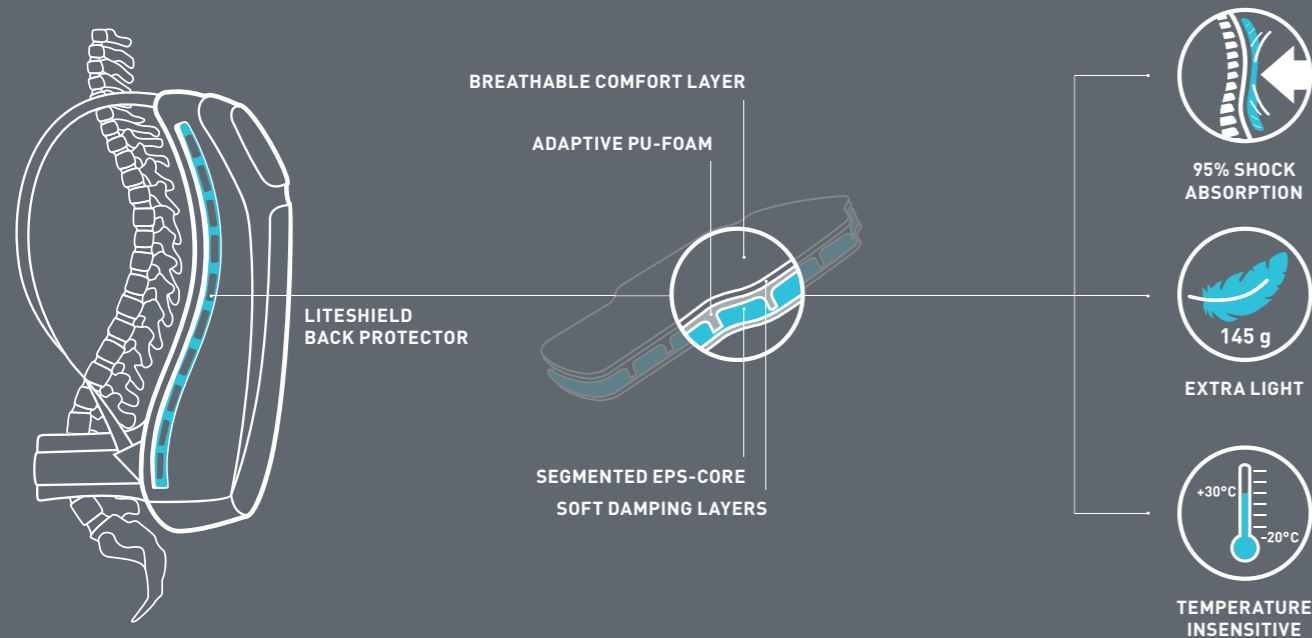 BREATHABLE COMFORT LAYER
ADAPTIVE PU-FOAM
LITESHIELD
BACK PROTECTOR
SEGMENTED EPS-CORE
SOFT DAMPING LAYERS
95% SHOCK
ABSORPTION
145 g
EXTRA LIGHT
+30°C
-20°C
TEMPERATURE
INSENSITIVE